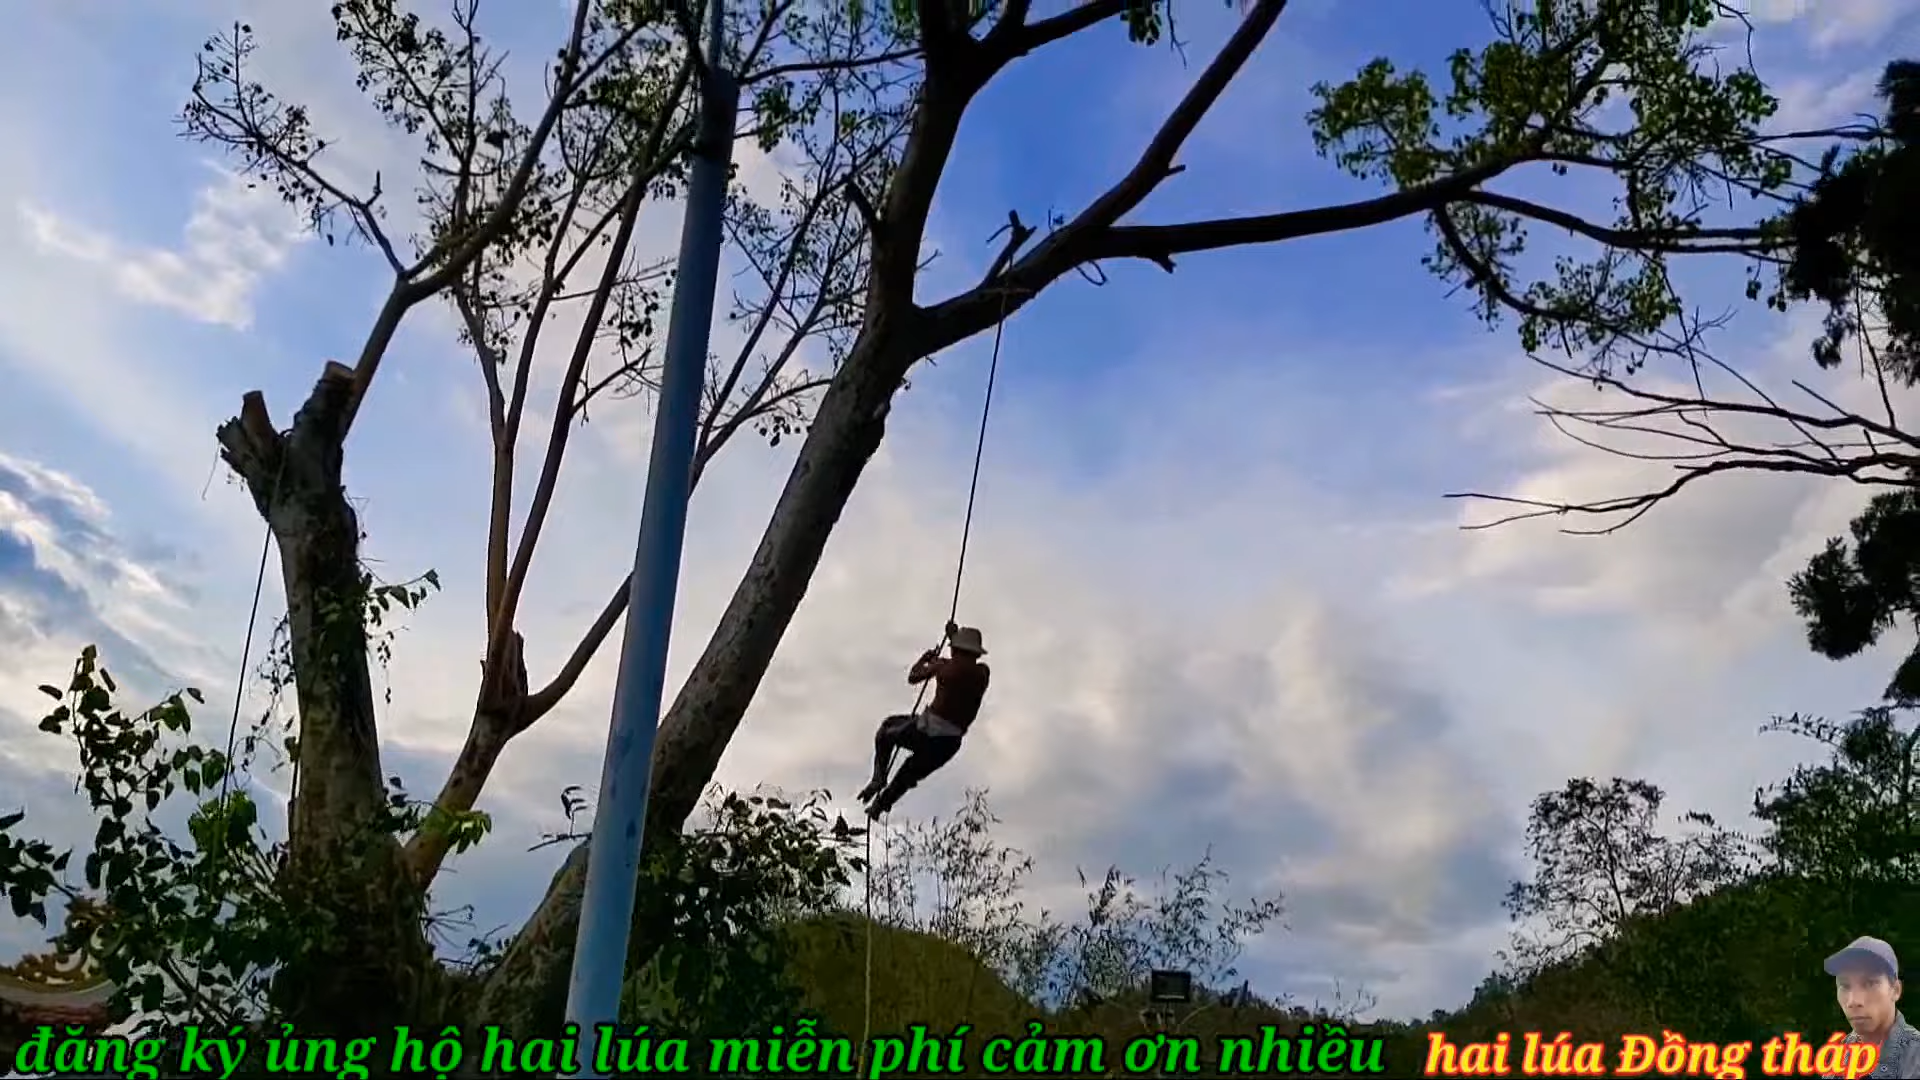 đăng ký ủng hộ hai lúa miễn phí cảm ơn nhiều hai lúa Đồng tháp